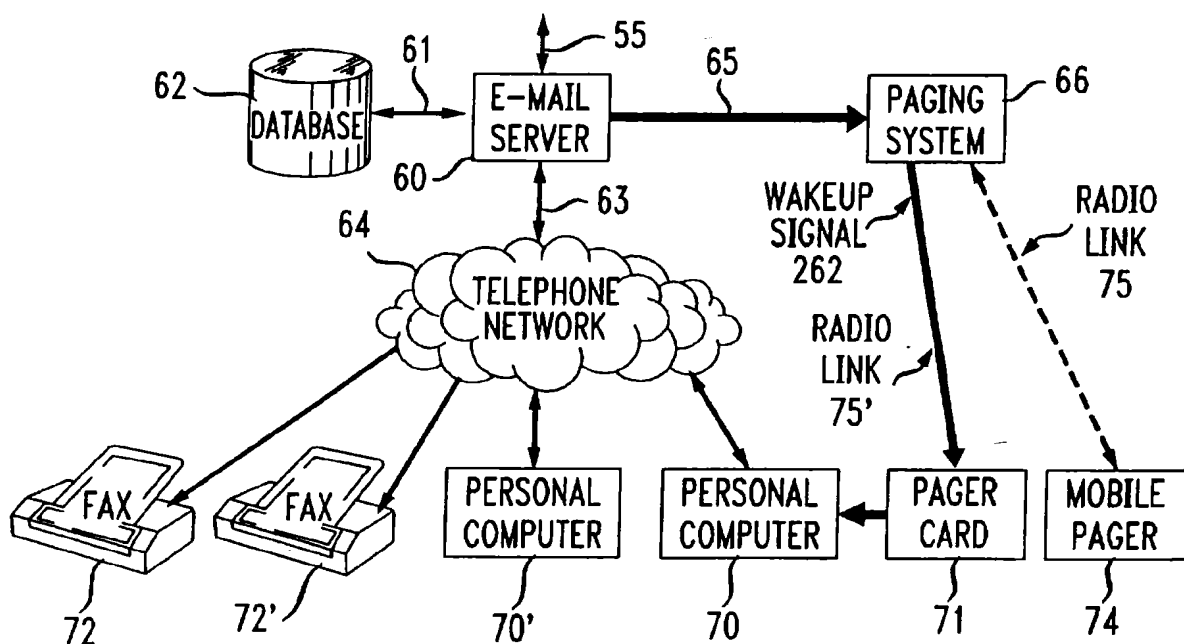 55
61
62
DATABASE
E-MAIL
SERVER
60
65
PAGING
SYSTEM
66
63
64
TELEPHONE
NETWORK
WAKEUP
SIGNAL
262
RADIO
LINK
75
RADIO
LINK
75'
FAX
72
FAX
72'
PERSONAL
COMPUTER
70'
PERSONAL
COMPUTER
70
PAGER
CARD
71
MOBILE
PAGER
74